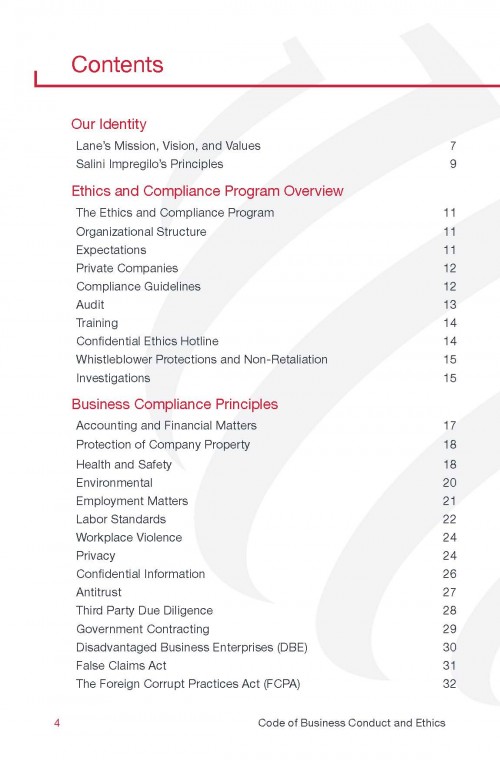 Contents
Our Identity
Lane's Mission, Vision, and Values 7
Salini Impregilo's Principles 9
Ethics and Compliance Program Overview
The Ethics and Compliance Program 11
Organizational Structure 11
Expectations 11
Private Companies 12
Compliance Guidelines 12
Audit 13
Training 14
Confidential Ethics Hotline 14
Whistleblower Protections and Non-Retaliation 15
Investigations 15
Business Compliance Principles
Accounting and Financial Matters 17
Protection of Company Property 18
Health and Safety 18
Environmental 20
Employment Matters 21
Labor Standards 22
Workplace Violence 24
Privacy 24
Confidential Information 26
Antitrust 27
Third Party Due Diligence 28
Government Contracting 29
Disadvantaged Business Enterprises (DBE) 30
False Claims Act 31
The Foreign Corrupt Practices Act (FCPA) 32
4 Code of Business Conduct and Ethics